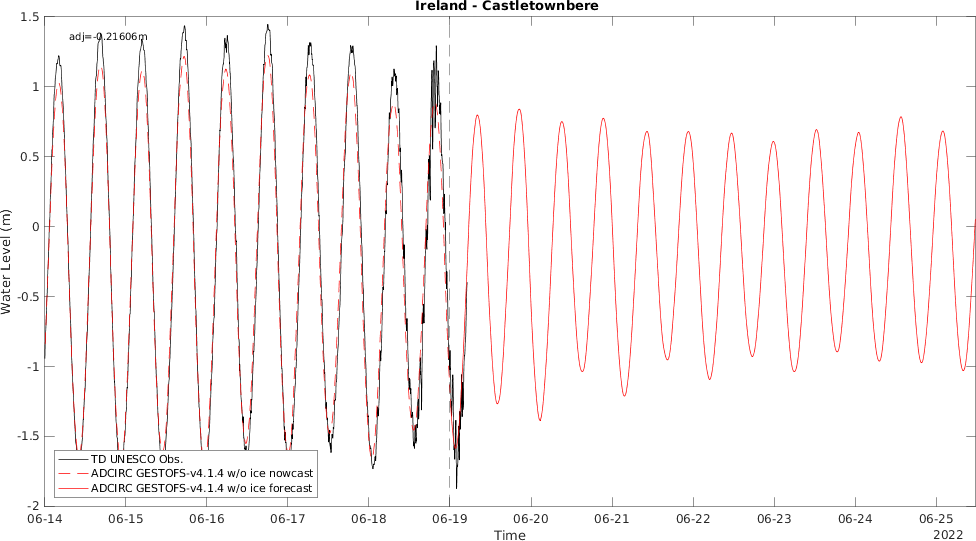 Ireland - Castletownbere
adj=-0.21606m
1.5
1
0.5
0
-0.5
-1
-1.5
-2
Water Level (m)
TD UNESCO Obs.
ADCIRC GESTOFS-v4.1.4 w/o ice nowcast
ADCIRC GESTOFS-v4.1.4 w/o ice forecast
06-14 06-15 06-16 06-17 06-18 06-19 06-20 06-21 06-22 06-23 06-24 06-25
Time
2022